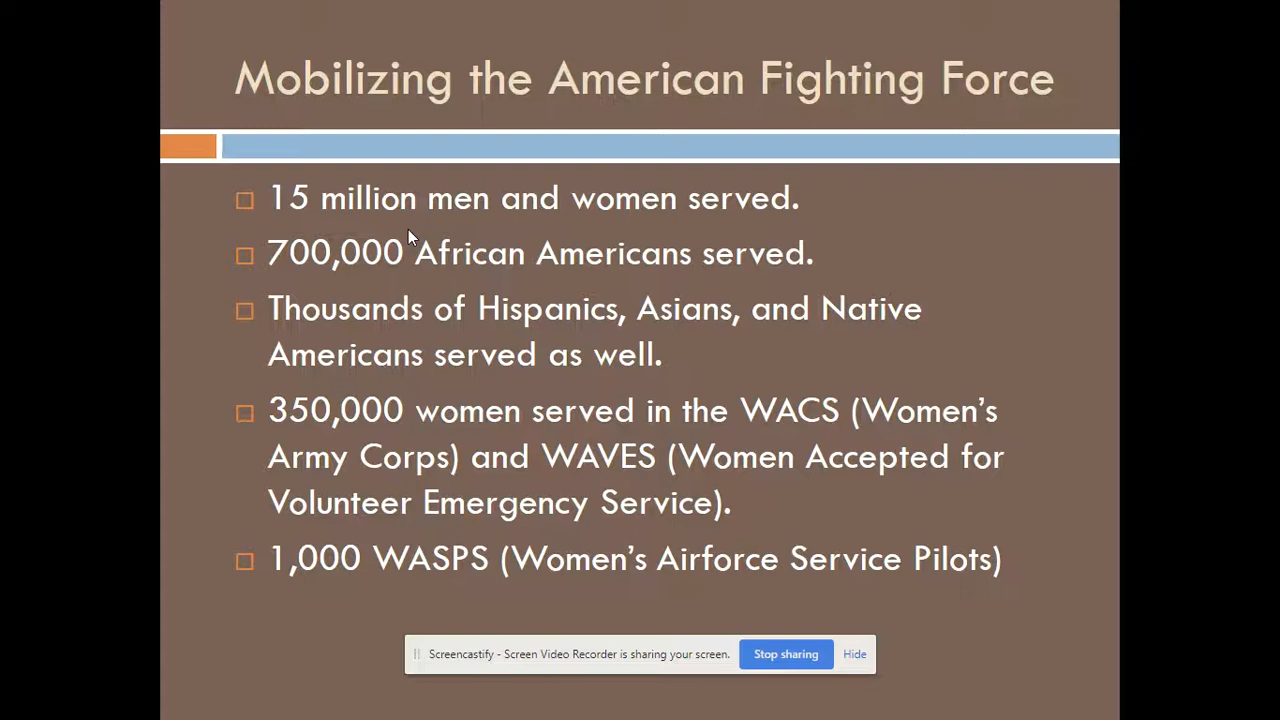 Mobilizing the American Fighting Force
15 million men and women served.
700,000 African Americans served.
Thousands of Hispanics, Asians, and Native
Americans served as well.
350,000 women served in the WACS (Women's
Army Corps) and WAVES (Women Accepted for
Volunteer Emergency Service).
1,000 WASPS (Women's Airforce Service Pilots)
Screencastify - Screen Video Recorder is sharing your screen. Stop sharing Hide